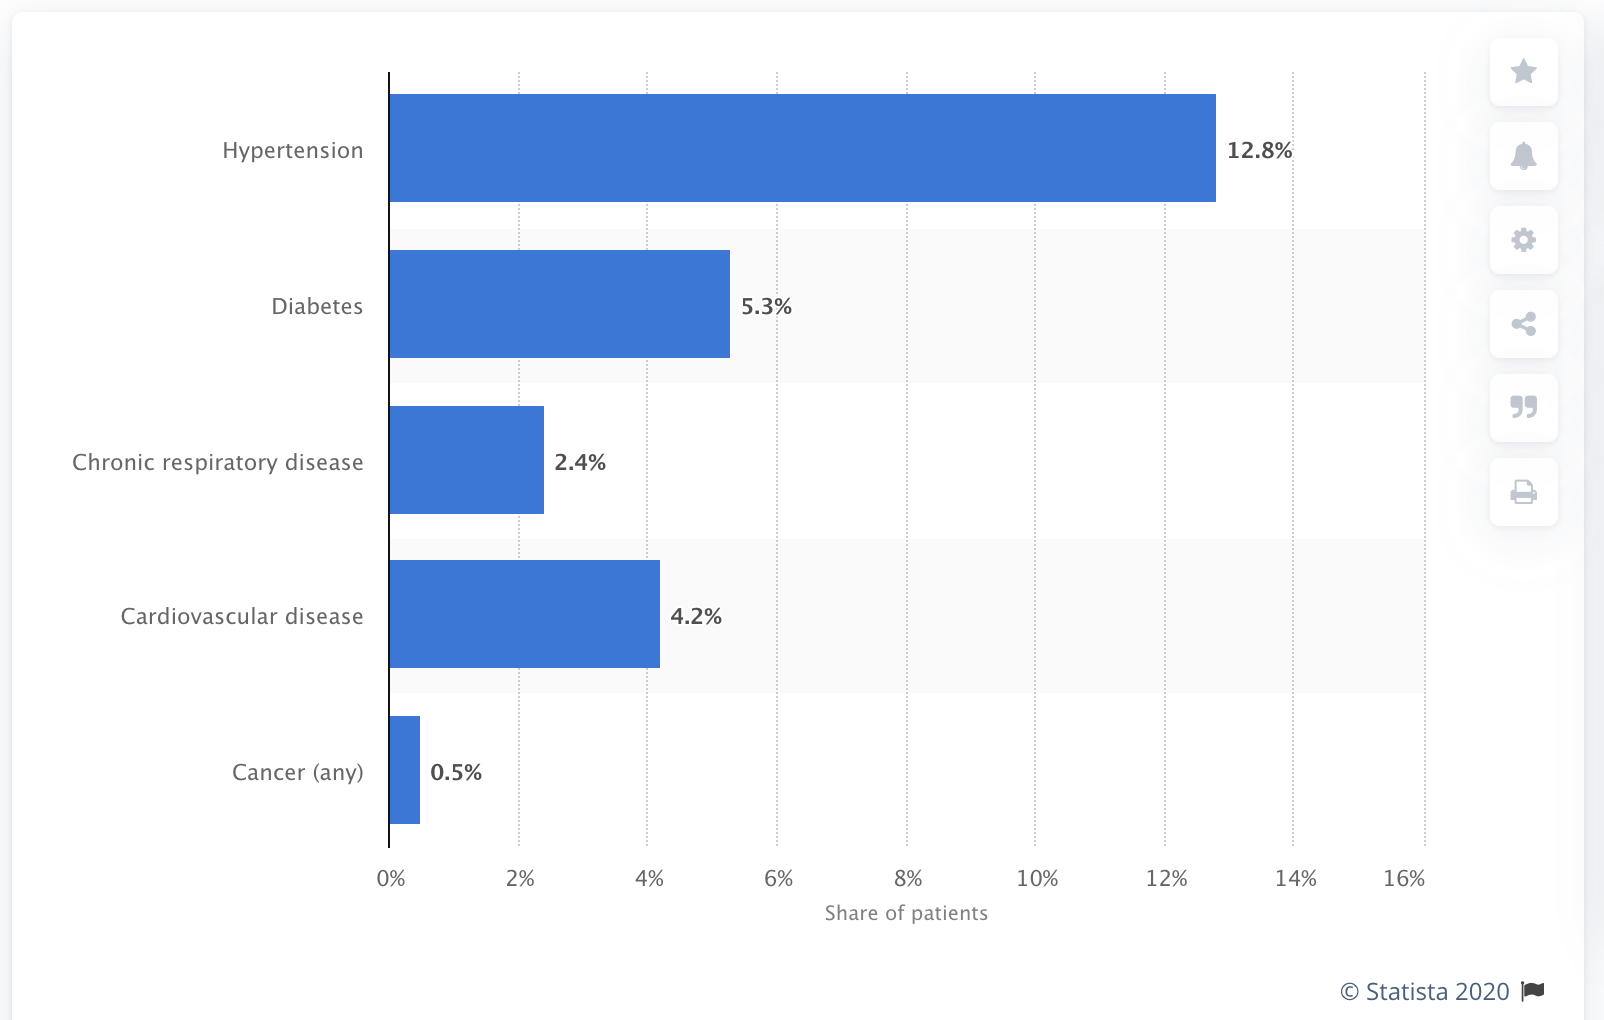 Hypertension
12.8%
Diabetes
5.3%
Chronic respiratory disease
2.4%
Cardiovascular disease
4.2%
Cancer (any)
0.5%
0% 2% 4% 6% 8% 10% 12% 14% 16%
Share of patients
© Statista 2020